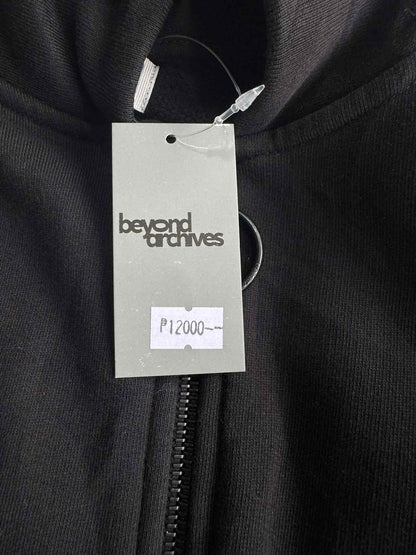 beyond
archives
₱12000--